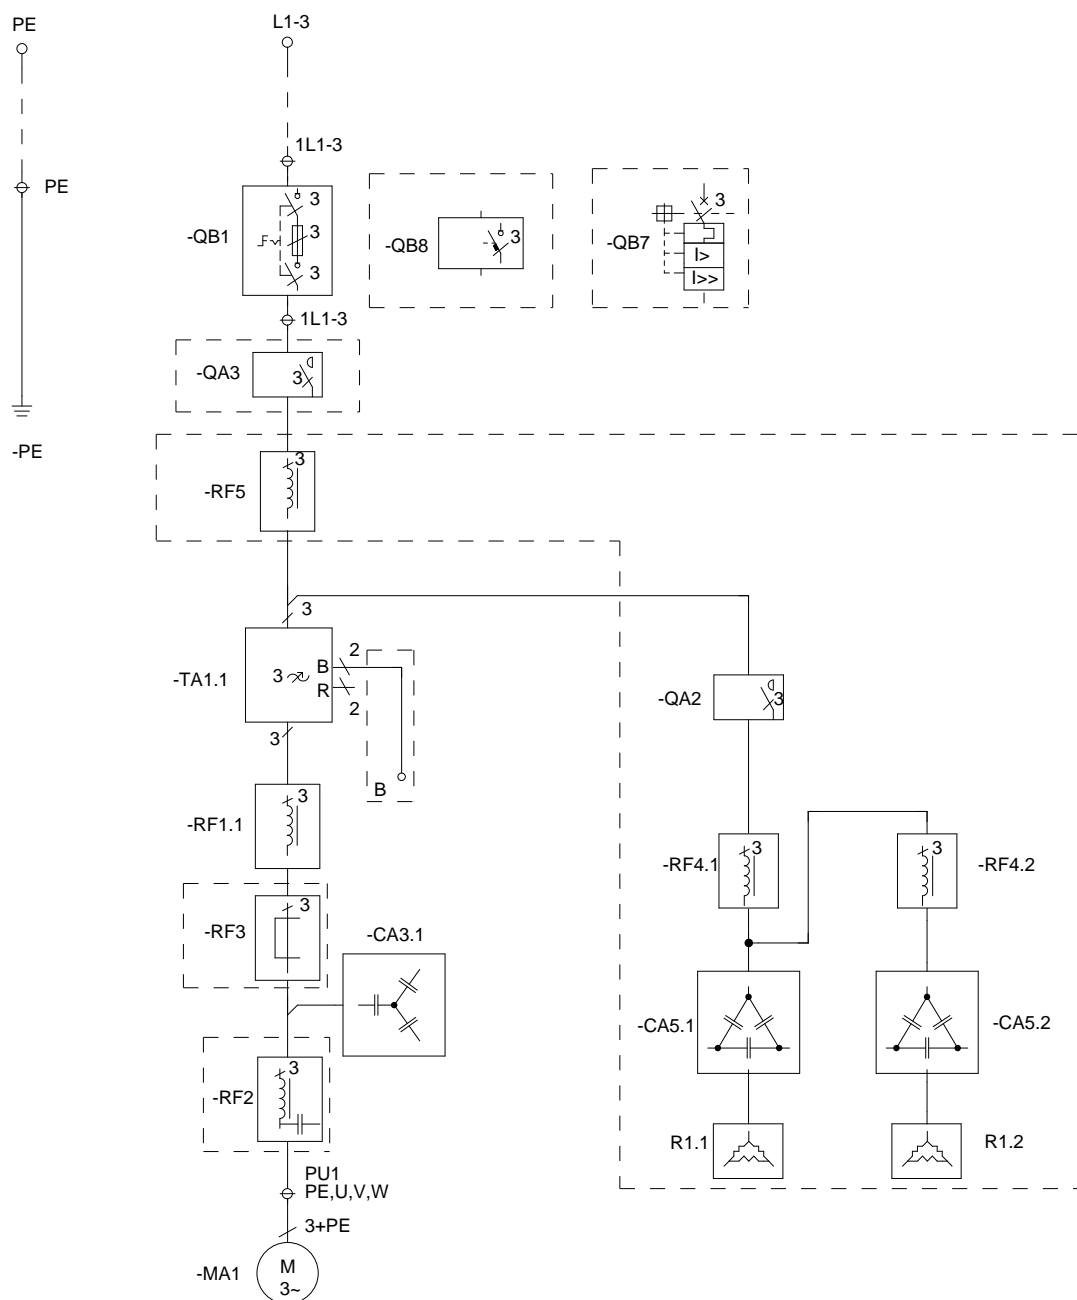 PE
L1-3
1L1-3
PE
3
3
3
-QB1
-QB8
3
-QB7
3
I>
I>>
1L1-3
-QA3
3
-PE
3
-RF5
3
-TA1.1
3
B
R
2
2
3
B
-QA2
3
3
-RF1.1
3
-RF4.1
3
-RF4.2
3
-RF3
-CA3.1
-CA5.1
-CA5.2
3
-RF2
R1.1
R1.2
PU1
PE,U,V,W
3+PE
-MA1
M
3~